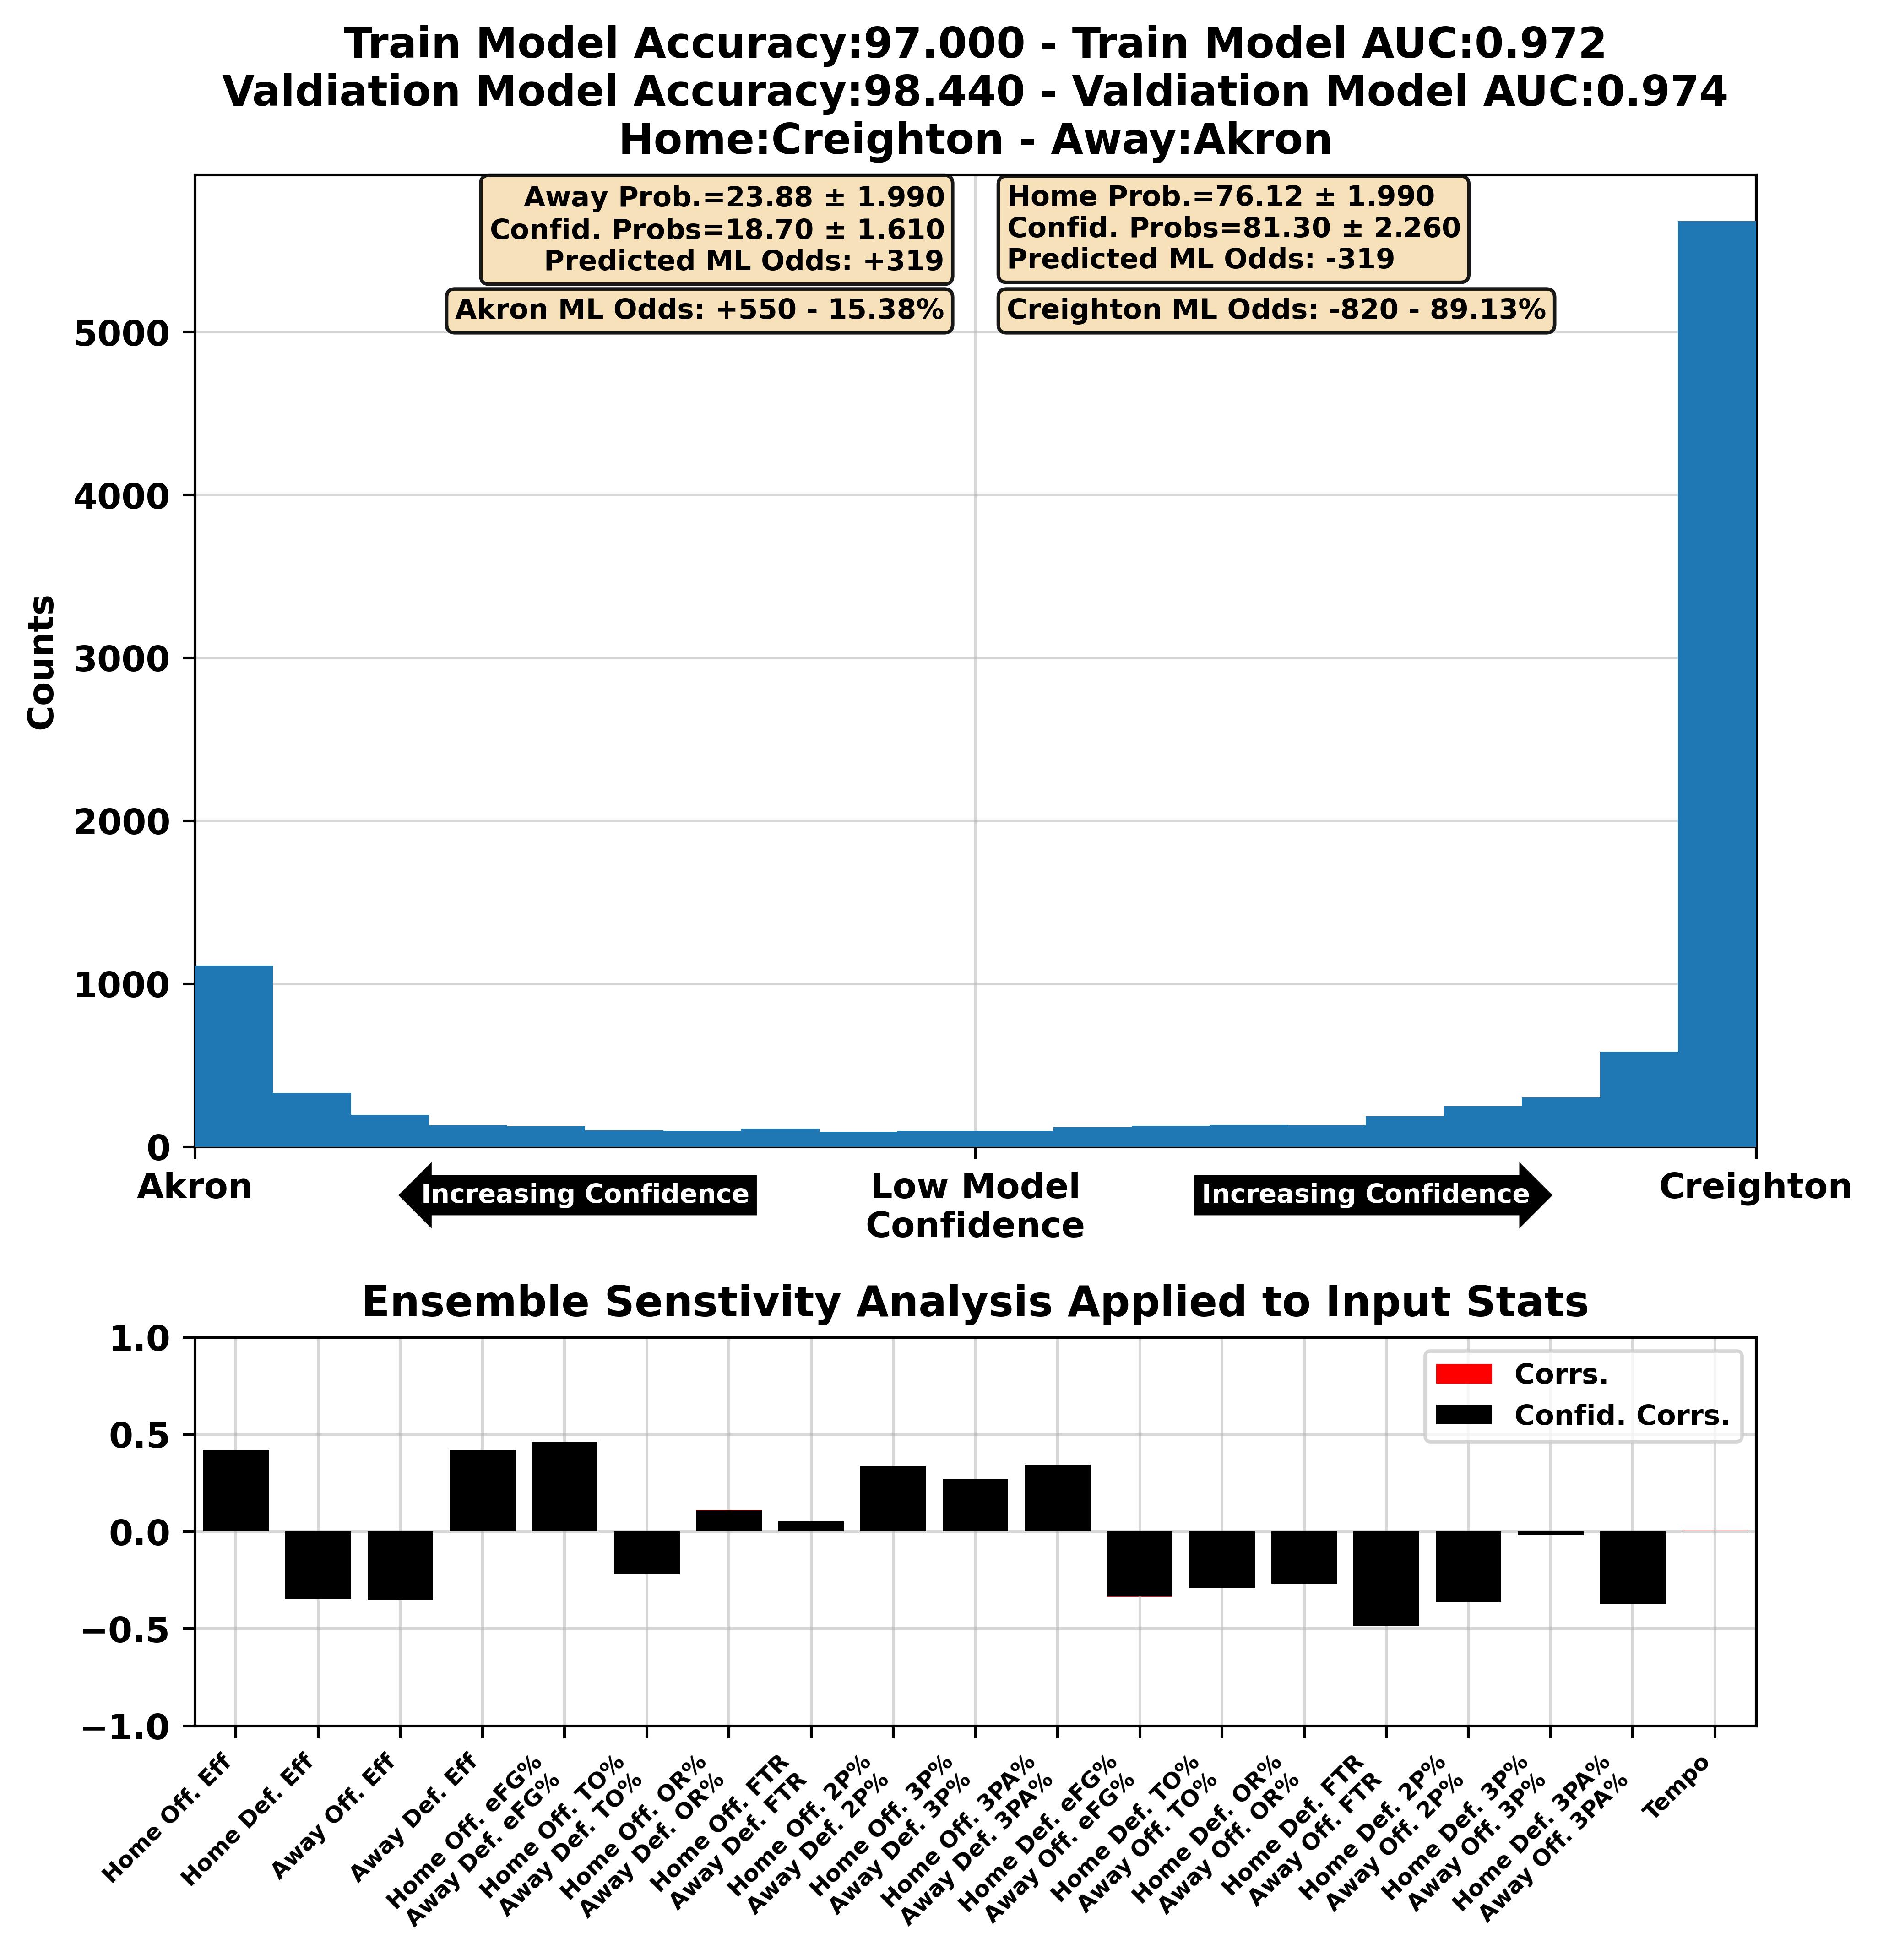 Train Model Accuracy:97.000 - Train Model AUC:0.972
Valdiation Model Accuracy:98.440 - Valdiation Model AUC:0.974
Home:Creighton - Away:Akron
Away Prob.=23.88 ± 1.990
Confid. Probs=18.70 ± 1.610
Predicted ML Odds: +319
Akron ML Odds: +550 - 15.38%
Home Prob.=76.12 ± 1.990
Confid. Probs=81.30 ± 2.260
Predicted ML Odds: -319
Creighton ML Odds: -820 - 89.13%
Counts
5000
4000
3000
2000
1000
0
Akron
Increasing Confidence
Low Model
Confidence
Increasing Confidence
Creighton
Ensemble Senstivity Analysis Applied to Input Stats
1.0
0.5
0.0
−0.5
−1.0
Corrs.
Confid. Corrs.
Home Off. Eff
Home Def. Eff
Away Off. Eff
Away Def. Eff
Home Off. eFG%
Away Def. eFG%
Home Off. TO%
Away Def. TO%
Home Off. OR%
Away Def. OR%
Home Off. FTR
Away Def. FTR
Home Off. 2P%
Away Def. 2P%
Home Off. 3P%
Away Def. 3P%
Home Off. 3PA%
Away Def. 3PA%
Home Def. eFG%
Away Off. eFG%
Home Def. TO%
Away Off. TO%
Home Def. OR%
Away Off. OR%
Home Def. FTR
Away Off. FTR
Home Def. 2P%
Away Off. 2P%
Home Def. 3P%
Away Off. 3P%
Home Def. 3PA%
Away Off. 3PA%
Tempo